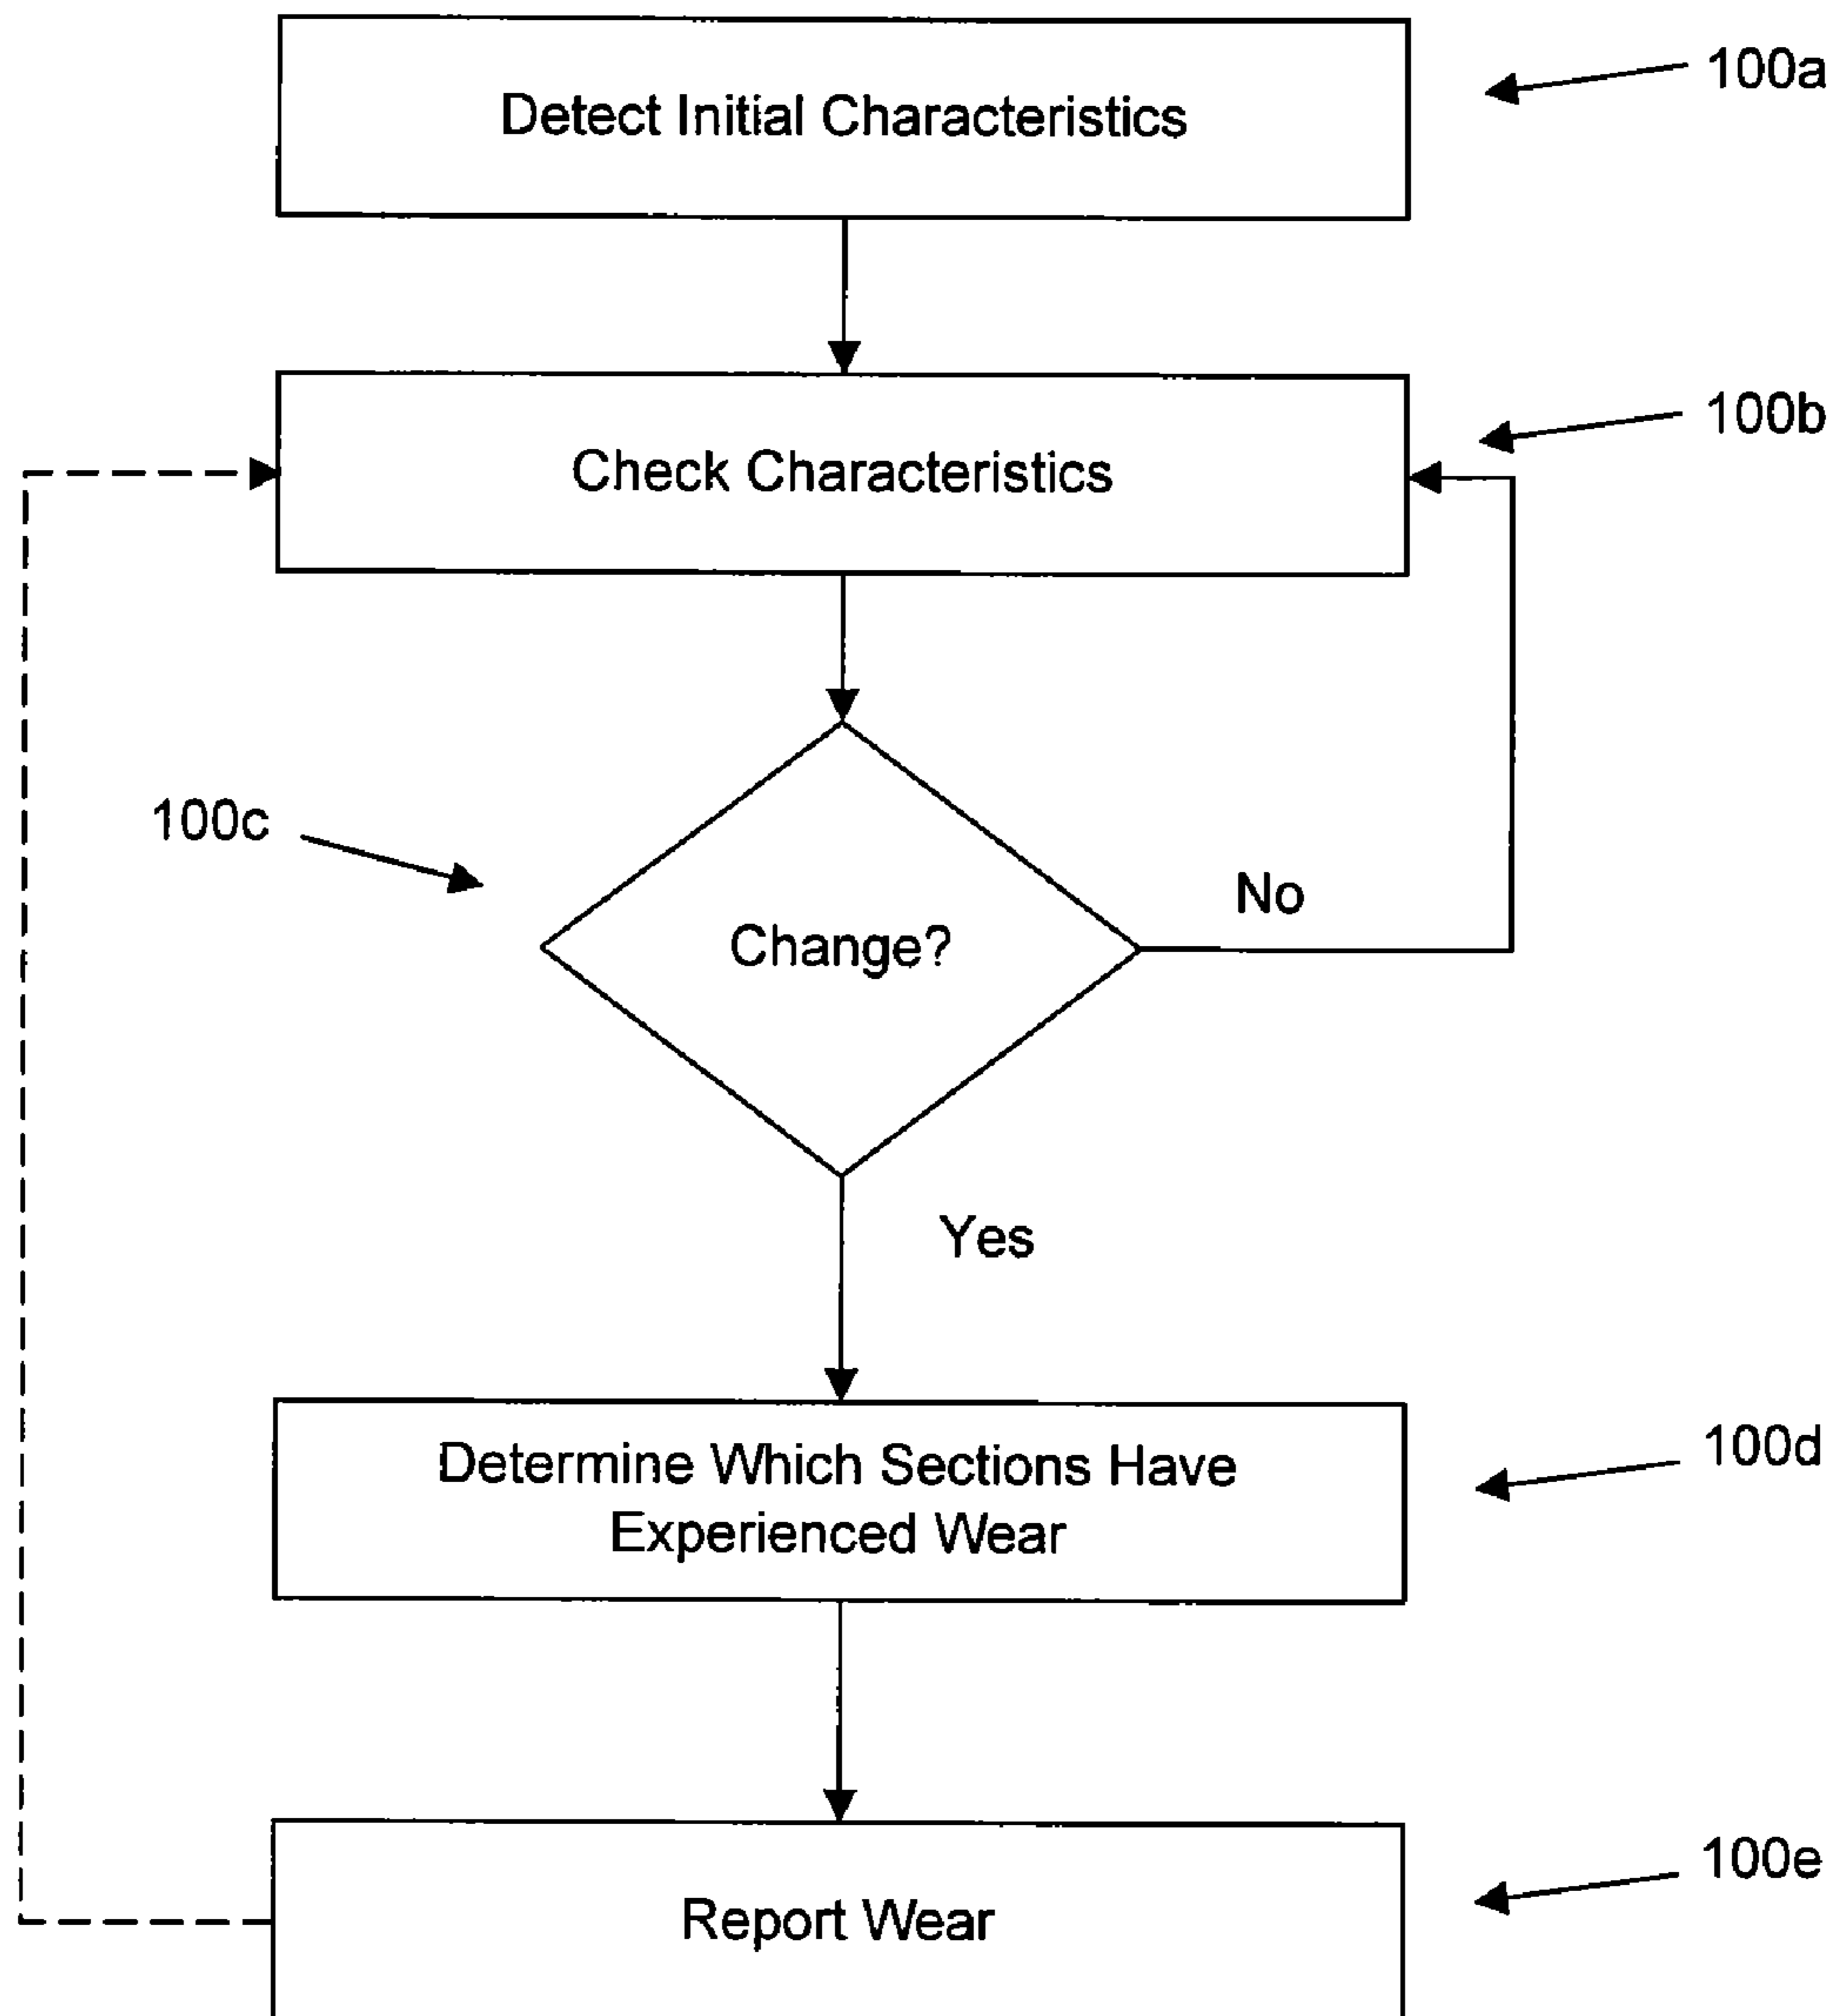 Detect Initial Characteristics
100a
Check Characteristics
100b
100c
Change?
No
Yes
Determine Which Sections Have
Experienced Wear
100d
Report Wear
100e